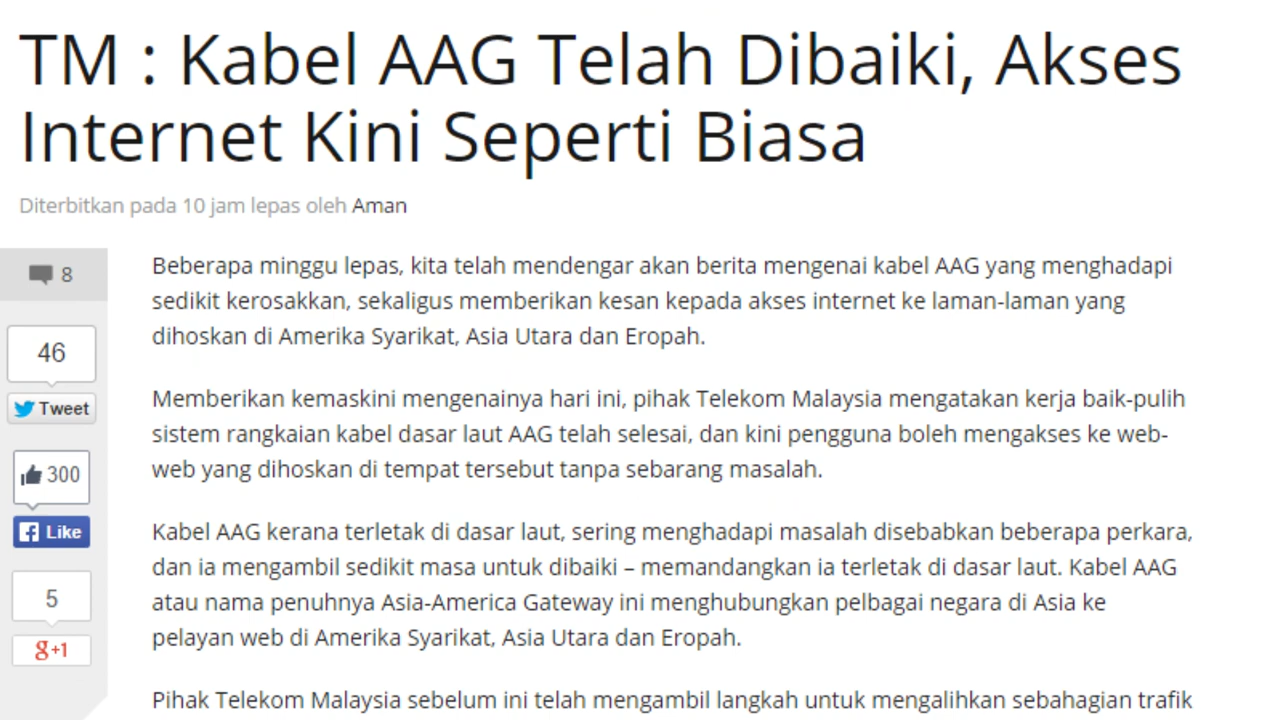 TM : Kabel AAG Telah Dibaiki, Akses
Internet Kini Seperti Biasa
Diterbitkan pada 10 jam lepas oleh Aman
8
46
Tweet
300
Like
5
g+1
Beberapa minggu lepas, kita telah mendengar akan berita mengenai kabel AAG yang menghadapi
sedikit kerosakkan, sekaligus memberikan kesan kepada akses internet ke laman-laman yang
dihoskan di Amerika Syarikat, Asia Utara dan Eropah.
Memberikan kemaskini mengenainya hari ini, pihak Telekom Malaysia mengatakan kerja baik-pulih
sistem rangkaian kabel dasar laut AAG telah selesai, dan kini pengguna boleh mengakses ke web-
web yang dihoskan di tempat tersebut tanpa sebarang masalah.
Kabel AAG kerana terletak di dasar laut, sering menghadapi masalah disebabkan beberapa perkara,
dan ia mengambil sedikit masa untuk dibaiki – memandangkan ia terletak di dasar laut. Kabel AAG
atau nama penuhnya Asia-America Gateway ini menghubungkan pelbagai negara di Asia ke
pelayan web di Amerika Syarikat, Asia Utara dan Eropah.
Pihak Telekom Malaysia sebelum ini telah mengambil langkah untuk mengalihkan sebahagian trafik